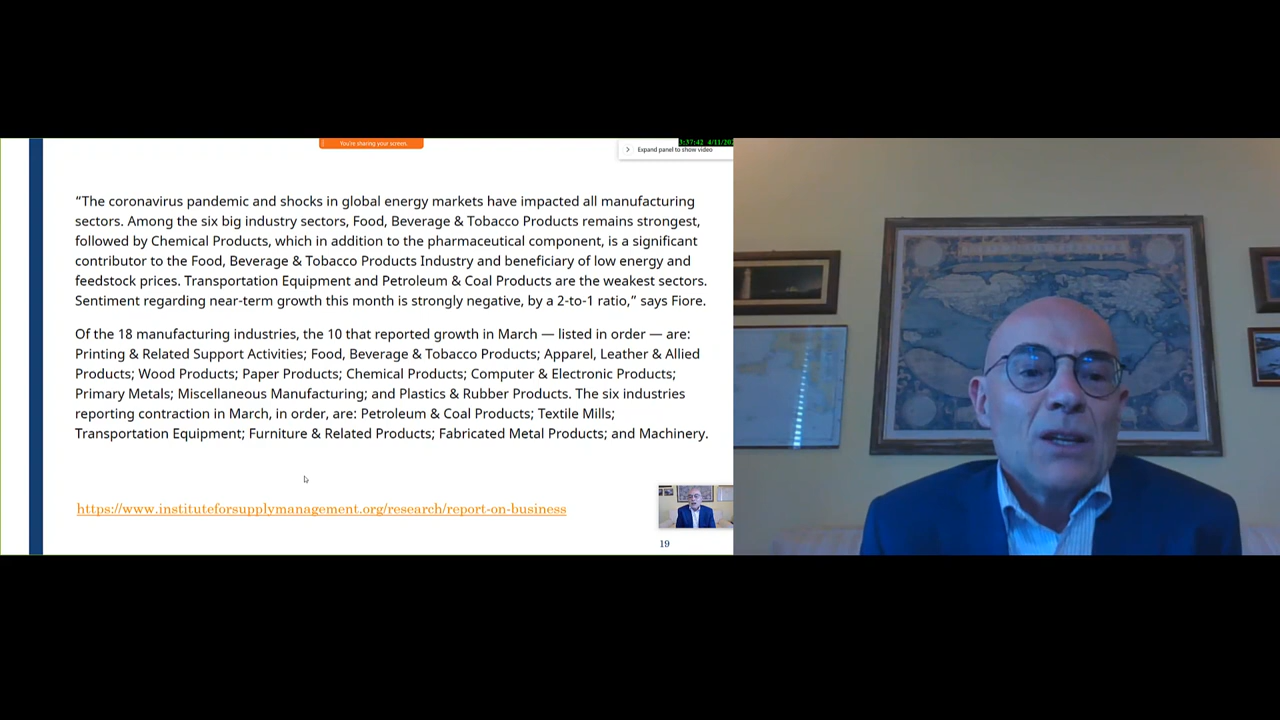 You're sharing your screen.
3:37:42 4/11/202
Expand panel to show video
“The coronavirus pandemic and shocks in global energy markets have impacted all manufacturing
sectors. Among the six big industry sectors, Food, Beverage & Tobacco Products remains strongest,
followed by Chemical Products, which in addition to the pharmaceutical component, is a significant
contributor to the Food, Beverage & Tobacco Products Industry and beneficiary of low energy and
feedstock prices. Transportation Equipment and Petroleum & Coal Products are the weakest sectors.
Sentiment regarding near-term growth this month is strongly negative, by a 2-to-1 ratio,” says Fiore.
Of the 18 manufacturing industries, the 10 that reported growth in March — listed in order — are:
Printing & Related Support Activities; Food, Beverage & Tobacco Products; Apparel, Leather & Allied
Products; Wood Products; Paper Products; Chemical Products; Computer & Electronic Products;
Primary Metals; Miscellaneous Manufacturing; and Plastics & Rubber Products. The six industries
reporting contraction in March, in order, are: Petroleum & Coal Products; Textile Mills;
Transportation Equipment; Furniture & Related Products; Fabricated Metal Products; and Machinery.
https://www.instituteforsupplymanagement.org/research/report-on-business
19